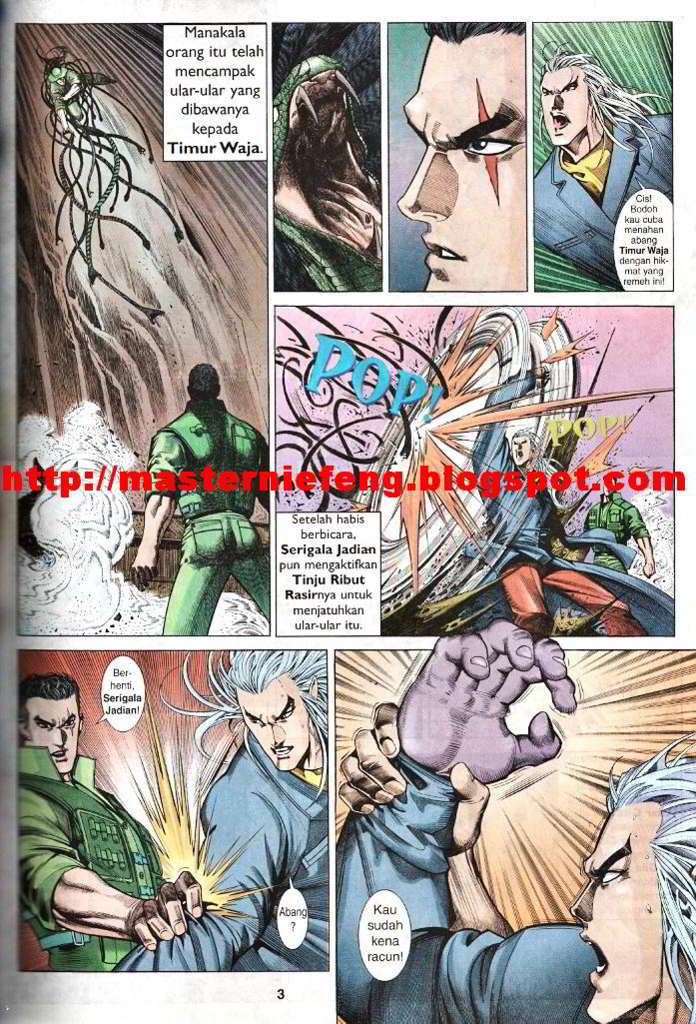 Manakala
orang itu telah
mencampak
ular-ular yang
dibawanya
kepada
Timur Waja.
Cis!
Bodoh
kau cuba
menahan
abang
Timur Waja
dengan hik-
mat yang
remeh ini!
POP!
POP!
http://masterniefeng.blogspot.com
Setelah habis
berbicara,
Serigala Jadian
pun mengaktifkan
Tinju Ribut
Rasirnya untuk
menjatuhkan
ular-ular itu.
Ber-
henti,
Serigala
Jadian!
Abang
?
Kau
sudah
kena
racun!
3